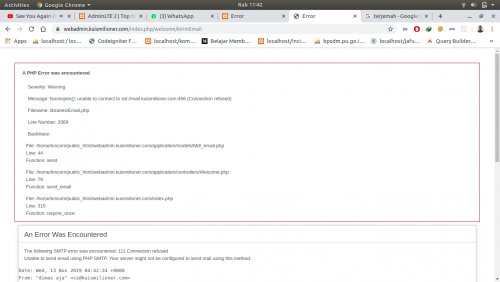 Activities
Google Chrome
Rab 11:42
See You Again
AdminLTE 2 | Top n
(3) WhatsApp
Error
Error
berjemah - Google
webadmin.kuismilioner.com/index.php/welcome/kirimEmail
Apps
localhost / loc...
CodeIgniter F...
localhost/kom...
Belajar Memb...
localhost/inci...
bpsdm.pu.go.i...
localhost/jafu...
QueryBuilder...
A PHP Error was encountered
Severity: Warning
Message: fsockopen(): unable to connect to ssl://mail.kuismilioner.com:496 (Connection refused)
Filename: libraries/Email.php
Line Number: 2069
Backtrace:
File: /home/kmcom/public_html/webadmin.kuismilioner.com/application/models/Mdl_email.php
Line: 44
Function: send
File: /home/kmcom/public_html/webadmin.kuismilioner.com/application/controllers/Welcome.php
Line: 79
Function: send_email
File: /home/kmcom/public_html/webadmin.kuismilioner.com/index.php
Line: 315
Function: require_once
An Error Was Encountered
The following SMTP error was encountered: 111 Connection refused
Unable to send email using PHP SMTP. Your server might not be configured to send mail using this method.
Date: Wed, 13 Nov 2019 04:42:34 +0000
From: "dimas aja" <cs@kuismilioner.com>